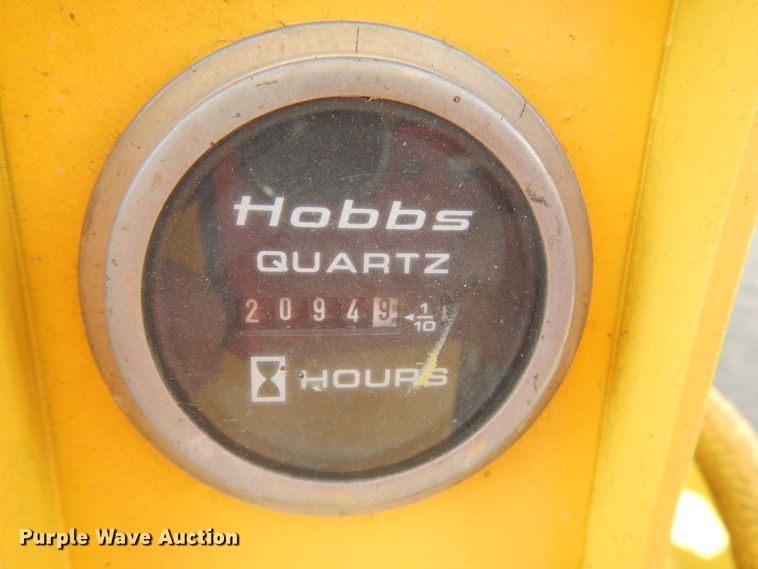 Hobbs
QUARTZ
20949 ◄1/10
HOURS
Purple Wave Auction